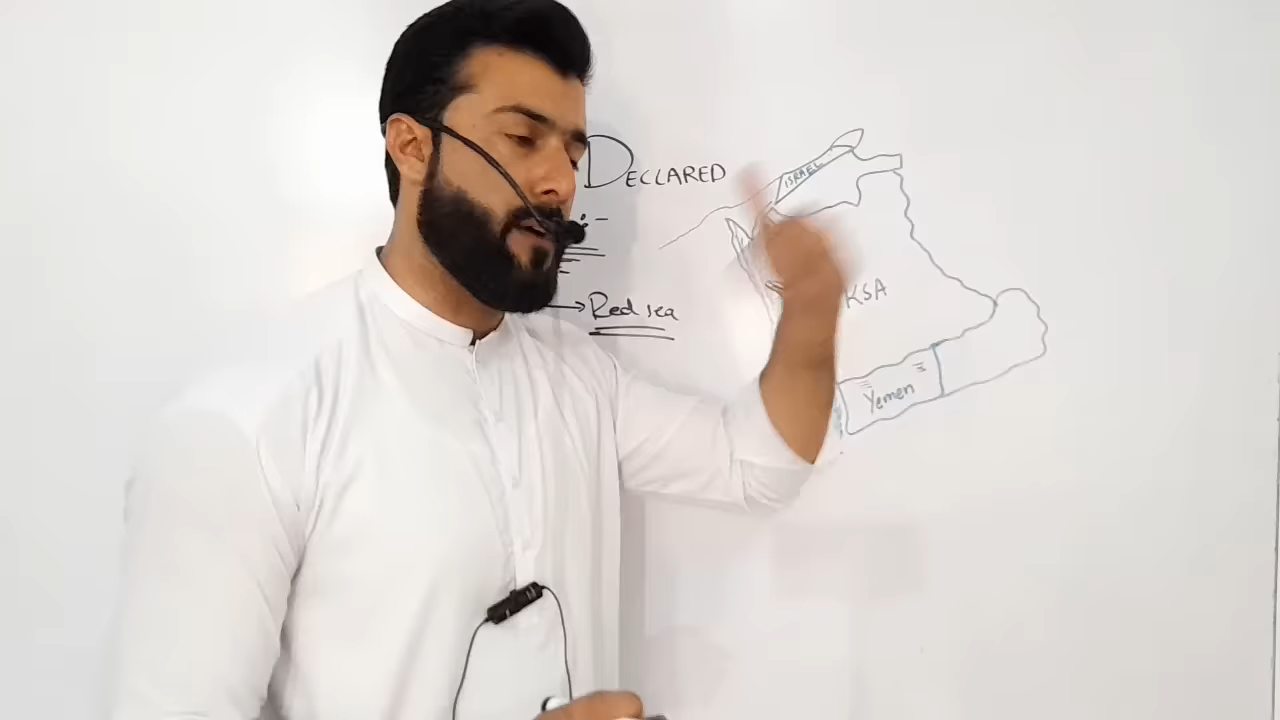 DECLARED
:-
→ Red sea
ISRAEL
KSA
Yemen